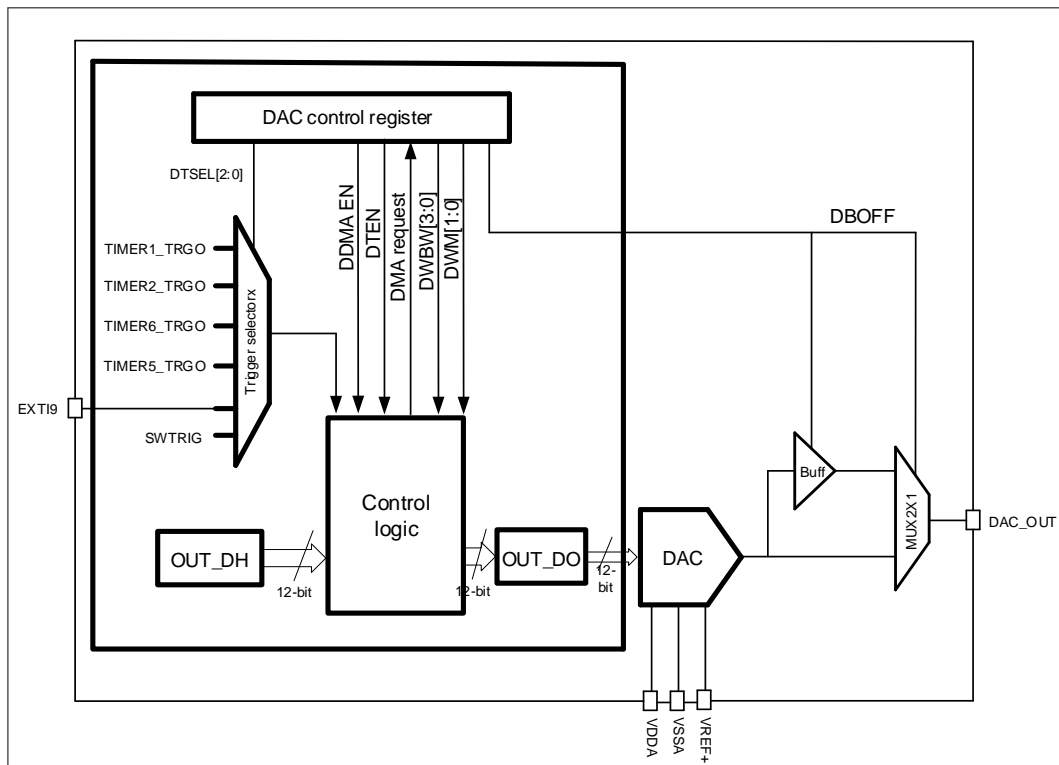 DAC control register
DTSEL[2:0]
DDMA EN
DTEN
DMA request
DWBW[3:0]
DWM[1:0]
DBOFF
TIMER1_TRGO
TIMER2_TRGO
TIMER6_TRGO
TIMER5_TRGO
EXTI9
SWTRIG
Trigger selectorx
Control
logic
OUT_DH
12-bit
12-bit
OUT_DO
12-
bit
DAC
Buff
MUX2X1
DAC_OUT
VDDA
VSSA
VREF+